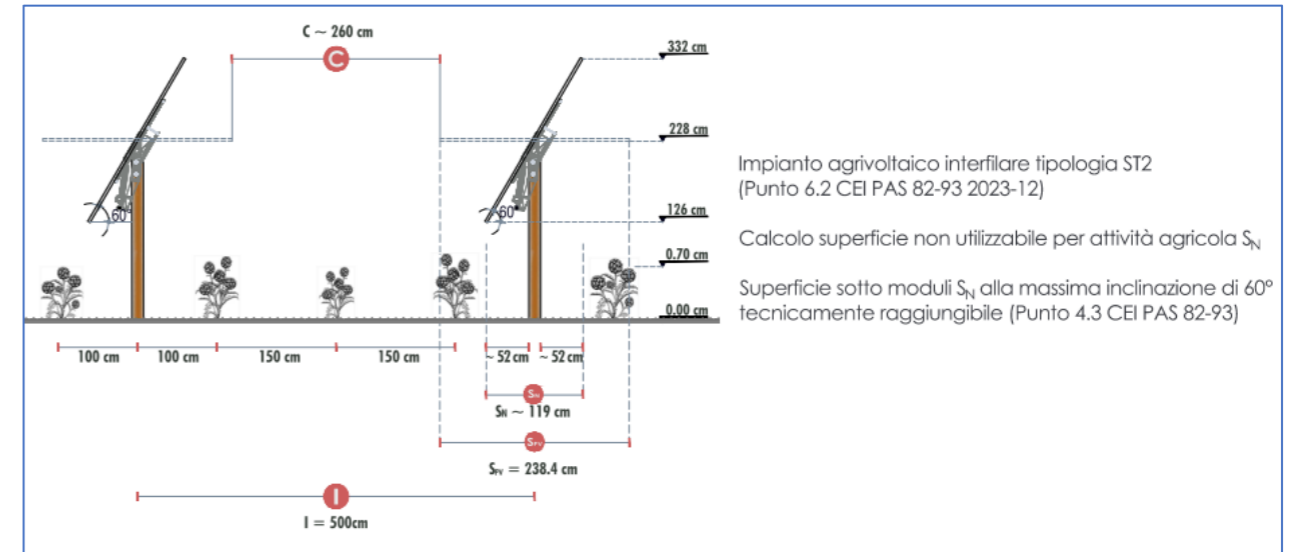 C ~ 260 cm
C
332 cm
228 cm
126 cm
0.70 cm
0.00 cm
60°
60°
100 cm
100 cm
150 cm
150 cm
~ 52 cm
~ 52 cm
SN
SN ~ 119 cm
SFV
SFV = 238.4 cm
I
I = 500cm
Impianto agrivoltaico interfilare tipologia ST2
(Punto 6.2 CEI PAS 82-93 2023-12)
Calcolo superficie non utilizzabile per attività agricola SN
Superficie sotto moduli SN alla massima inclinazione di 60°
tecnicamente raggiungibile (Punto 4.3 CEI PAS 82-93)